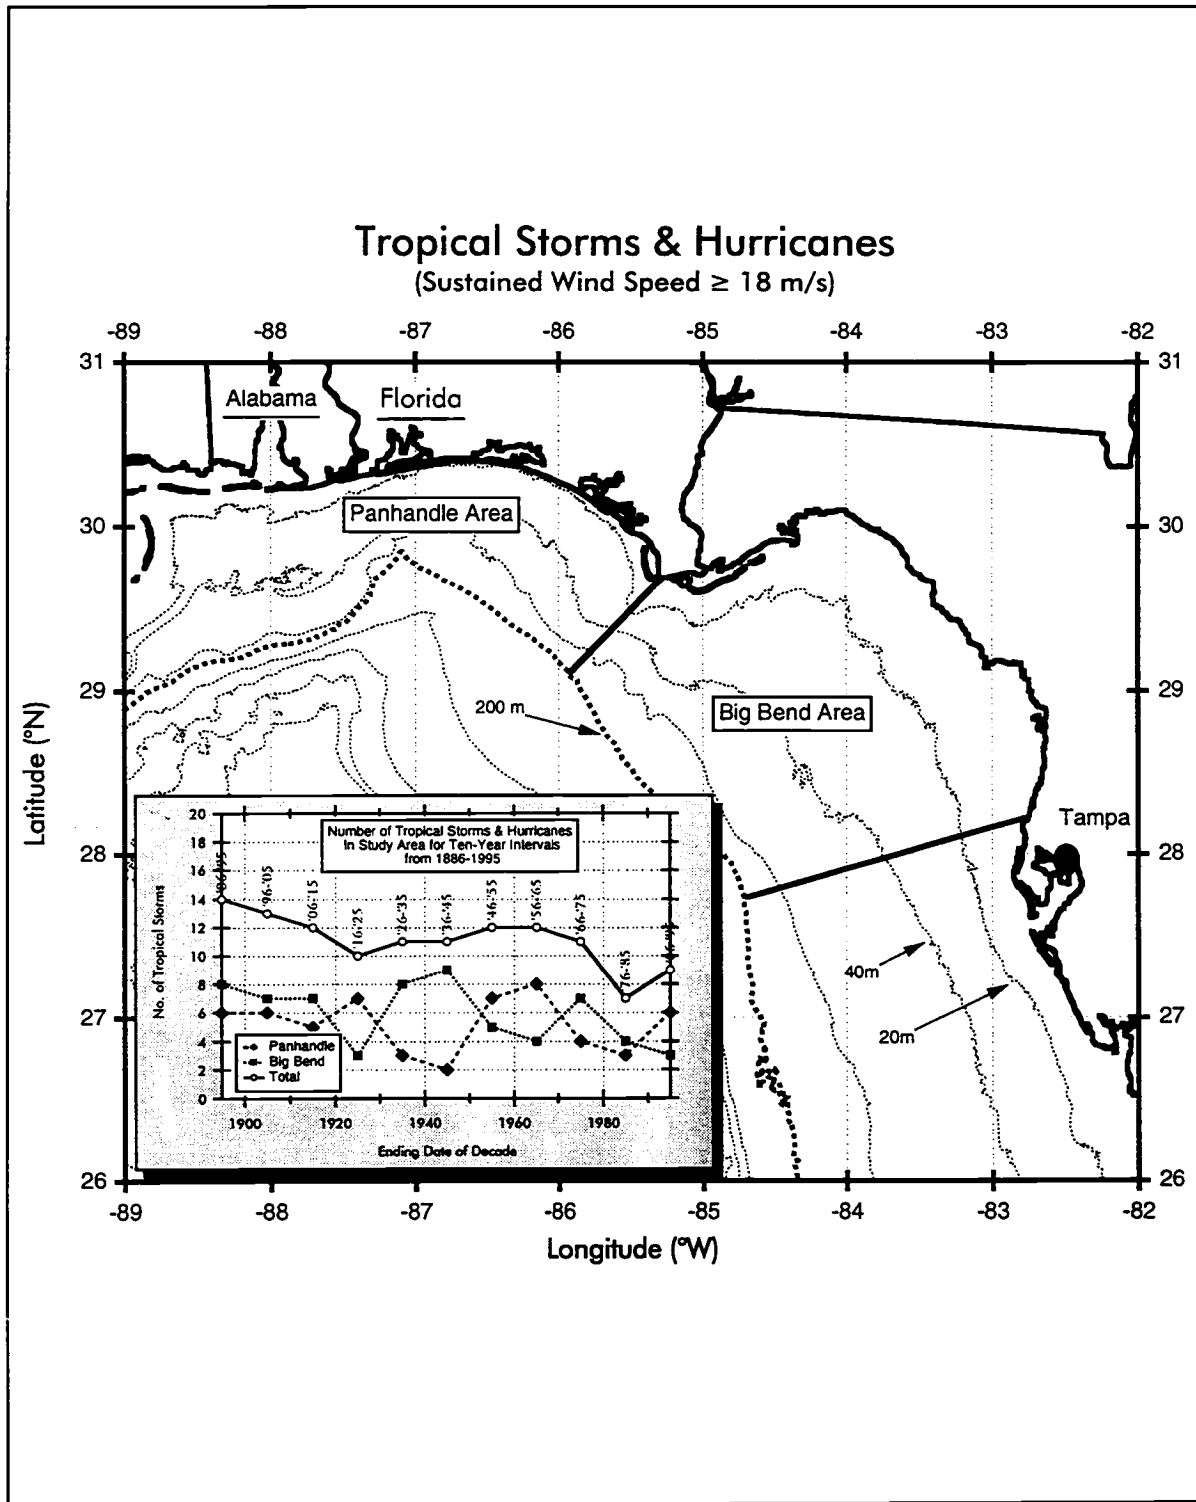 Tropical Storms & Hurricanes
(Sustained Wind Speed ≥ 18 m/s)
-89 -88 -87 -86 -85 -84 -83 -82
31 31
Alabama Florida
Panhandle Area
30 30
29 29
200 m
Big Bend Area
Latitude (°N)
Tampa
28 28
40m
20m
27 27
26 26
-89 -88 -87 -86 -85 -84 -83 -82
Longitude (°W)
Number of Tropical Storms & Hurricanes
In Study Area for Ten-Year Intervals
from 1886-1995
No. of Tropical Storms
20
18
16
14
12
10
8
6
4
2
0
'96-'05
'06-'15
'16-'25
'26-'35
'36-'45
'46-'55
'56-'65
'66-'75
'76-'85
Panhandle
Big Bend
Total
1900 1920 1940 1960 1980
Ending Date of Decade